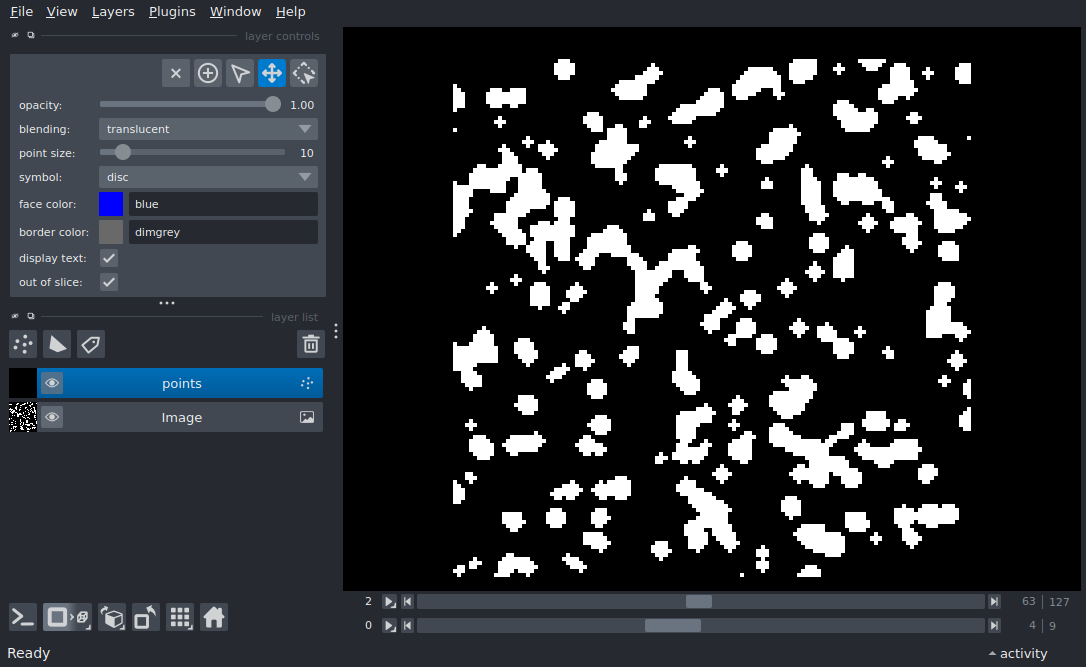 File View Layers Plugins Window Help
layer controls
opacity: 1.00
blending: translucent
point size: 10
symbol: disc
face color: blue
border color: dimgrey
display text:
out of slice:
layer list
points
Image
2 63 127
0 4 9
Ready activity